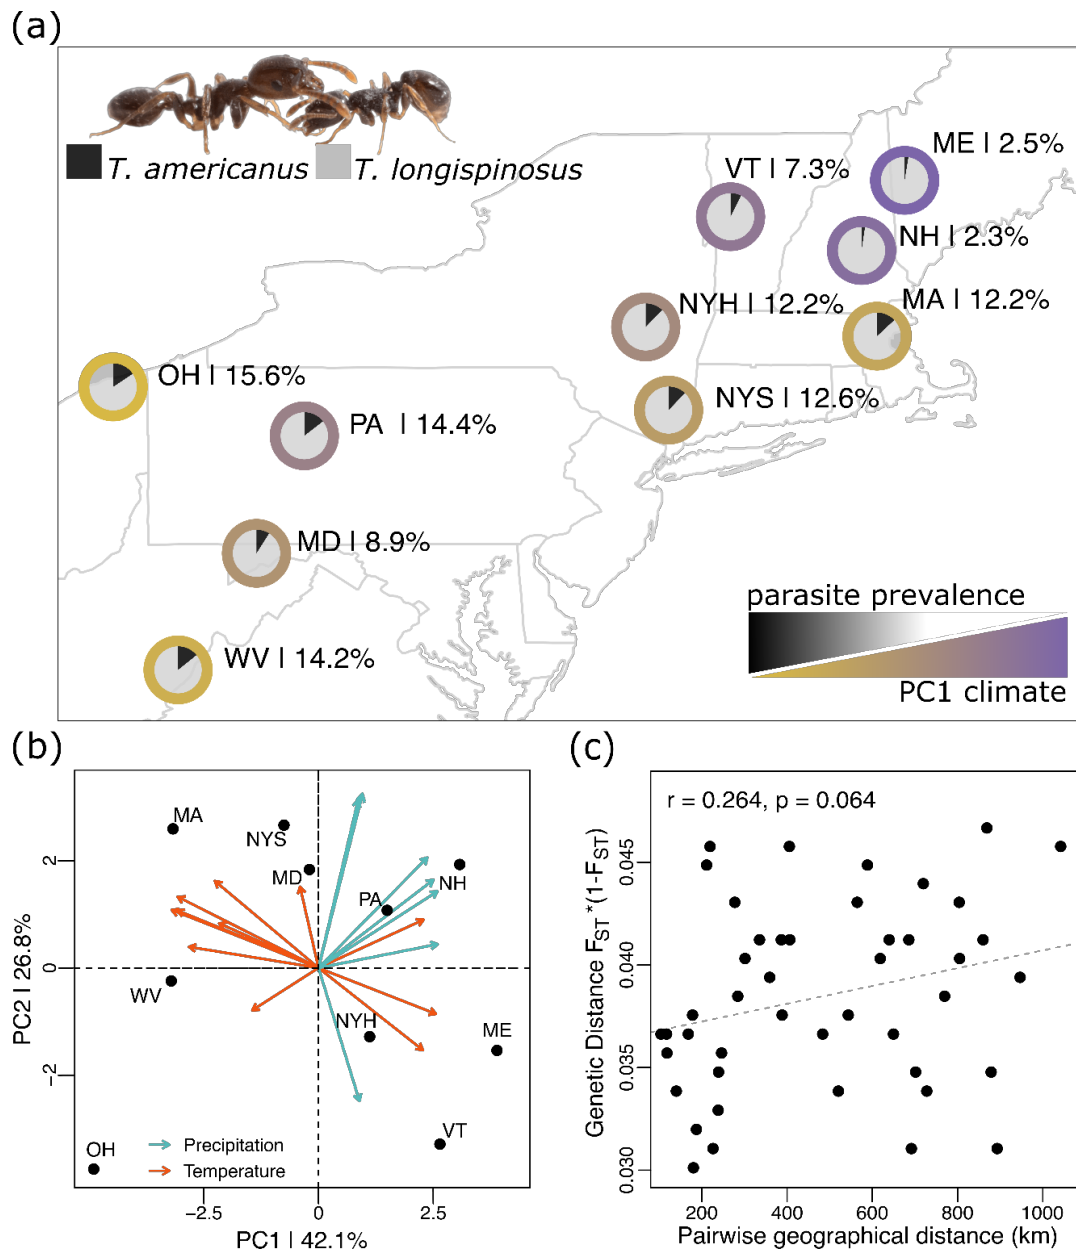 (a)
T. americanus
T. longispinosus
VT | 7.3%
ME | 2.5%
NH | 2.3%
NYH | 12.2%
MA | 12.2%
OH | 15.6%
NYS | 12.6%
PA | 14.4%
MD | 8.9%
WV | 14.2%
parasite prevalence
PC1 climate
(b)
PC2 | 26.8%
2
0
−2
MA
NYS
MD
PA
NH
WV
NYH
ME
VT
OH
Precipitation
Temperature
−2.5
0
2.5
PC1 | 42.1%
(c)
r = 0.264, p = 0.064
Genetic Distance FST *(1-FST)
0.045
0.040
0.035
0.030
200
400
600
800
1000
Pairwise geographical distance (km)